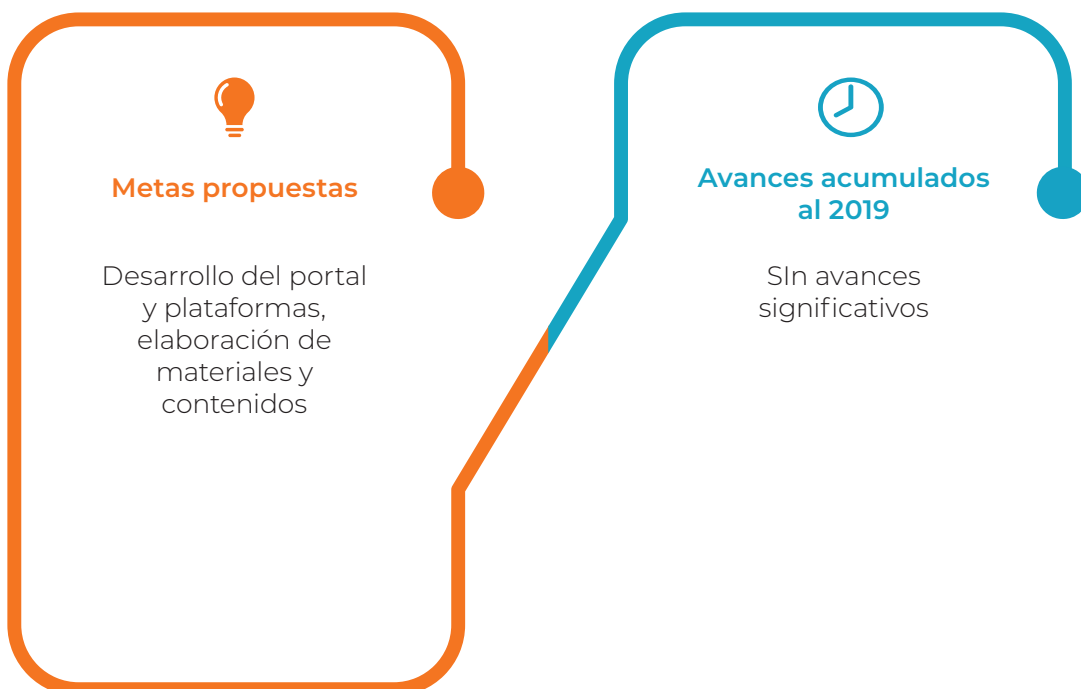 Metas propuestas
Desarrollo del portal
y plataformas,
elaboración de
materiales y
contenidos
Avances acumulados
al 2019
SIn avances
significativos